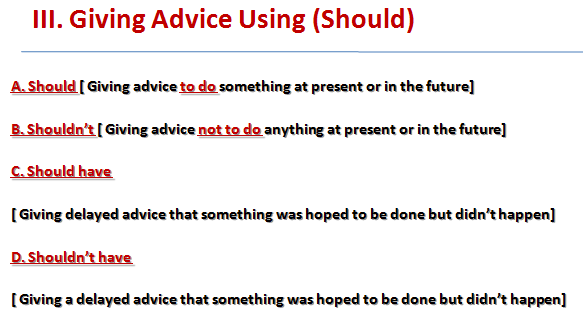 III. Giving Advice Using (Should)
A. Should [ Giving advice to do something at present or in the future]
B. Shouldn't [ Giving advice not to do anything at present or in the future]
C. Should have
[ Giving delayed advice that something was hoped to be done but didn't happen]
D. Shouldn't have
[ Giving a delayed advice that something was hoped to be done but didn't happen]